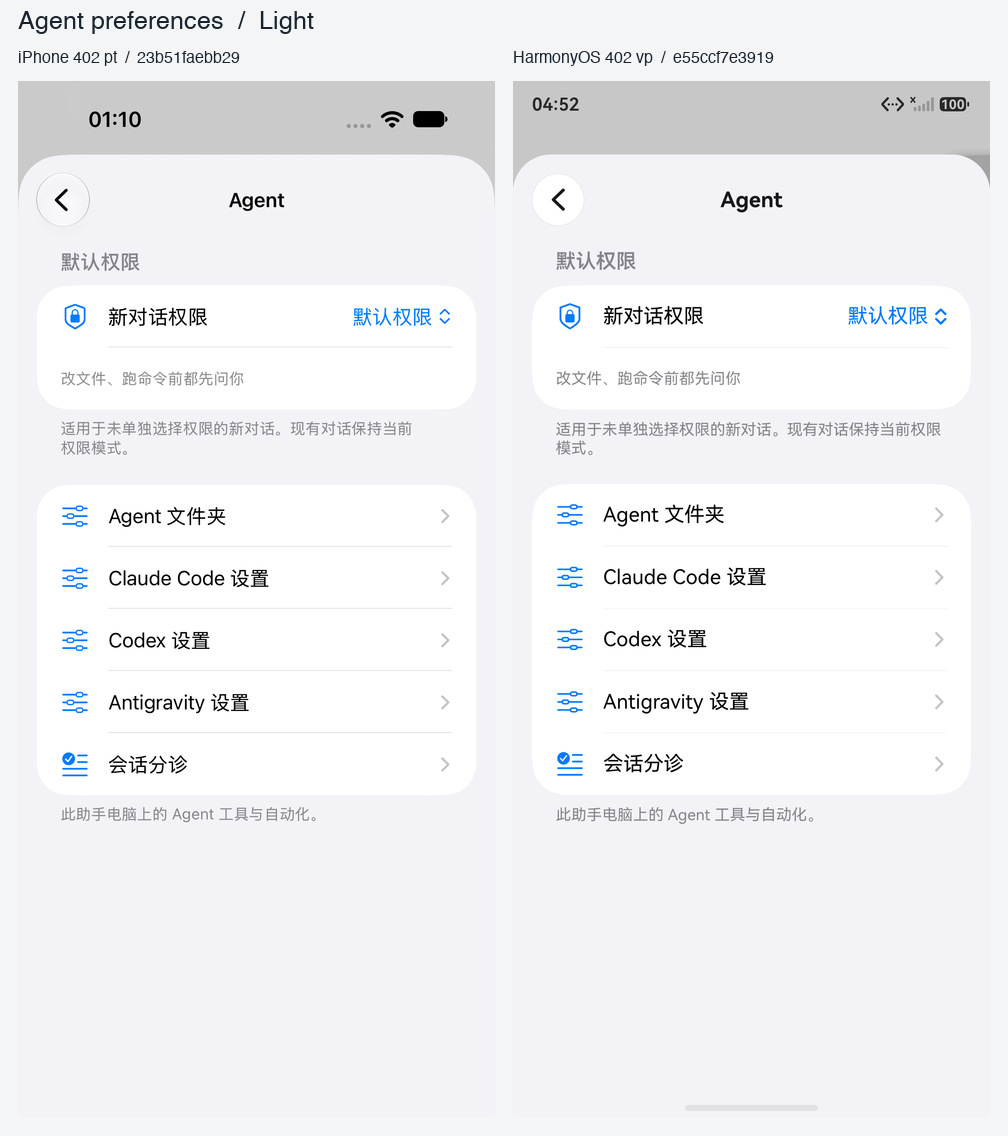 Agent preferences / Light
iPhone 402 pt / 23b51faebb29
01:10
Agent
默认权限
新对话权限
默认权限
改文件、跑命令前都先问你
适用于未单独选择权限的新对话。现有对话保持当前
权限模式。
Agent 文件夹
Claude Code 设置
Codex 设置
Antigravity 设置
会话分诊
此助手电脑上的 Agent 工具与自动化。
HarmonyOS 402 vp / e55ccf7e3919
04:52
100
Agent
默认权限
新对话权限
默认权限
改文件、跑命令前都先问你
适用于未单独选择权限的新对话。现有对话保持当前权限
模式。
Agent 文件夹
Claude Code 设置
Codex 设置
Antigravity 设置
会话分诊
此助手电脑上的 Agent 工具与自动化。